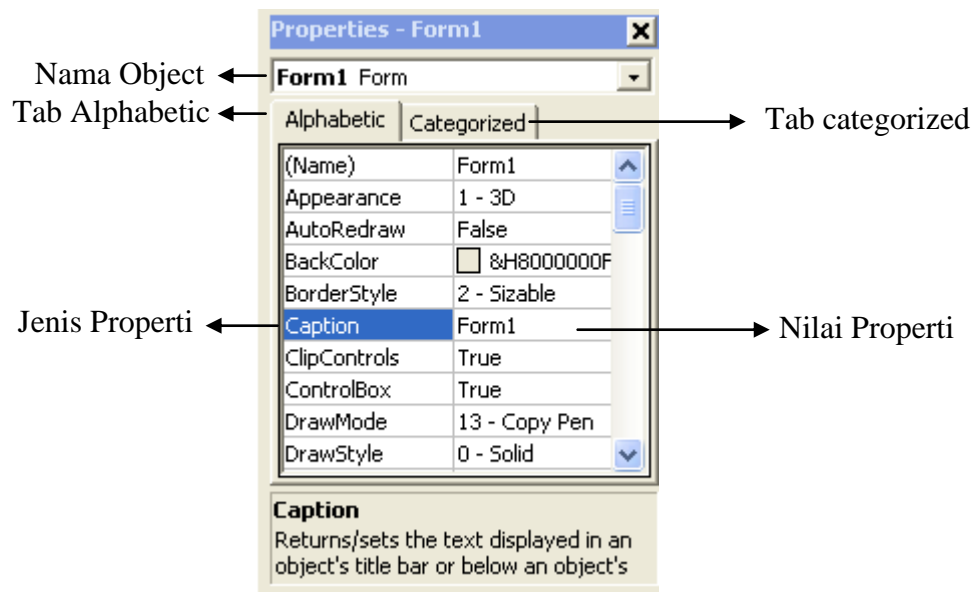 Properties - Form1
Nama Object
Form1 Form
Tab Alphabetic
Alphabetic
Categorized
Tab categorized
(Name) Form1
Appearance 1 - 3D
AutoRedraw False
BackColor &H8000000F
BorderStyle 2 - Sizable
Jenis Properti
Caption Form1
Nilai Properti
ClipControls True
ControlBox True
DrawMode 13 - Copy Pen
DrawStyle 0 - Solid
Caption
Returns/sets the text displayed in an
object's title bar or below an object's